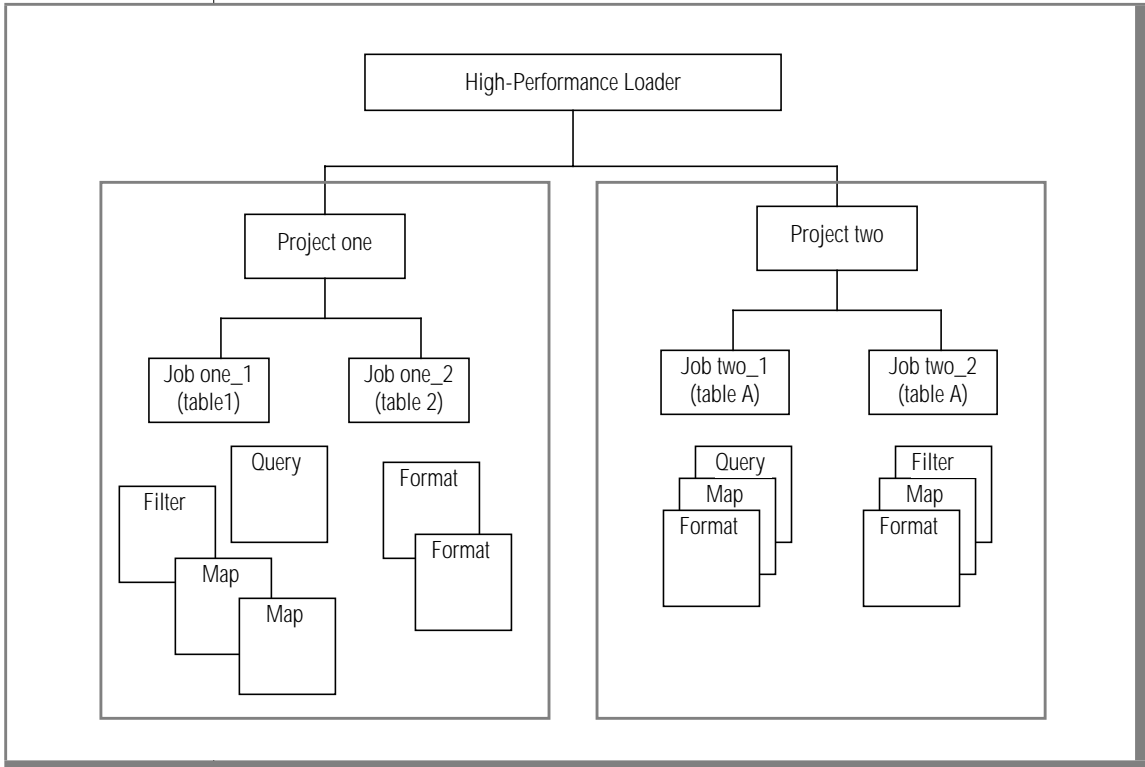 High-Performance Loader
Project one
Project two
Job one_1
(table1)
Job one_2
(table 2)
Job two_1
(table A)
Job two_2
(table A)
Query
Filter
Map
Map
Format
Format
Query
Map
Format
Filter
Map
Format